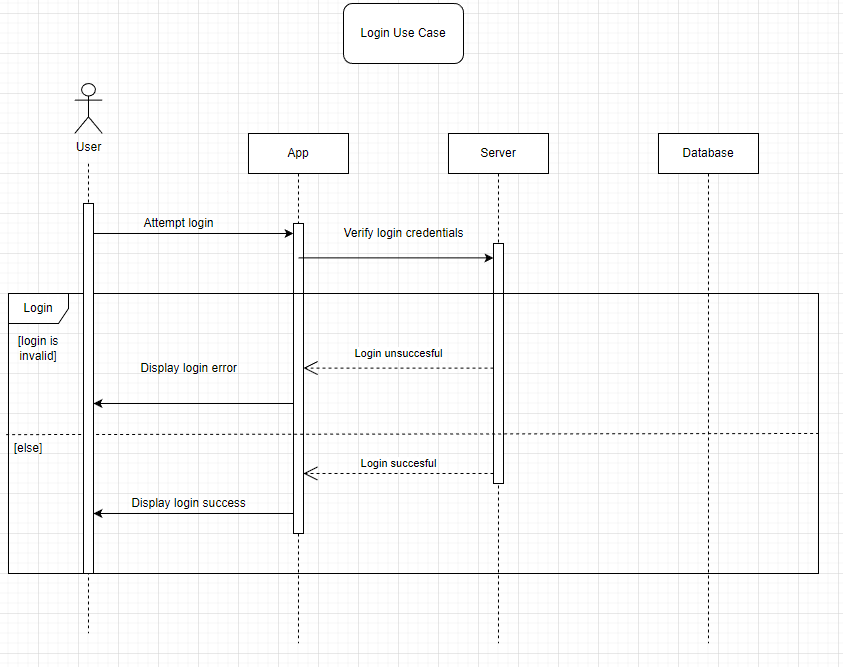 Login Use Case
User
App
Server
Database
Attempt login
Verify login credentials
Login
[login is
invalid]
Login unsuccesful
Display login error
[else]
Login succesful
Display login success